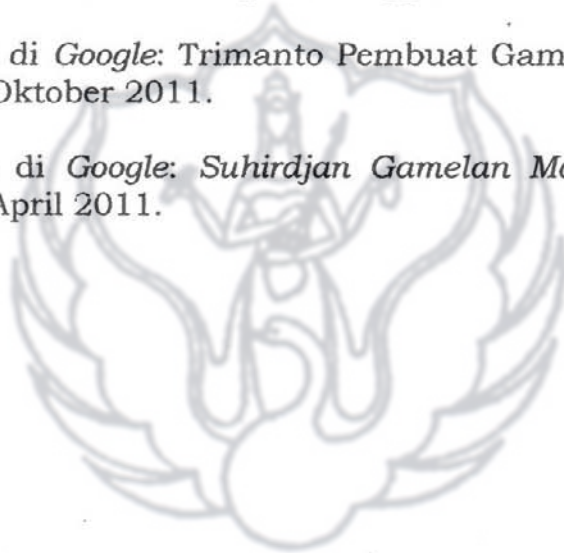 di Google: Trimanto Pembuat Gam
Oktober 2011.
di Google: Suhirdjan Gamelan M
April 2011.